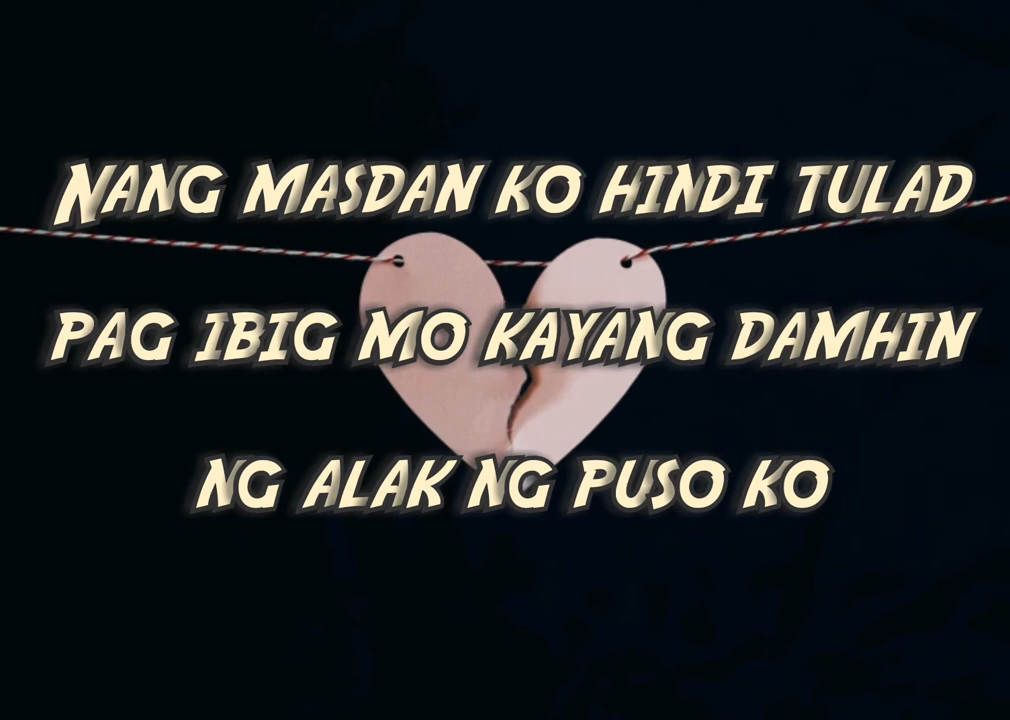 NANG MASDAN KO HINDI TULAD
PAG IBIG MO KAYANG DAMHIN
NG ALAK NG PUSO KO